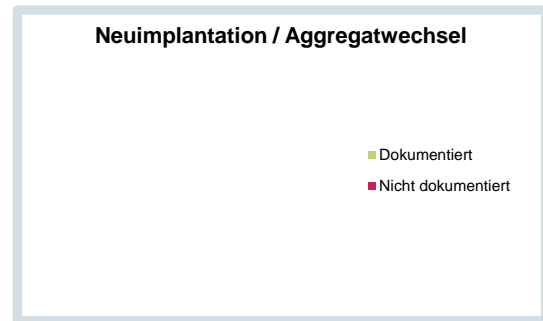 Neuimplantation / Aggregatwechsel
Dokumentiert
Nicht dokumentiert